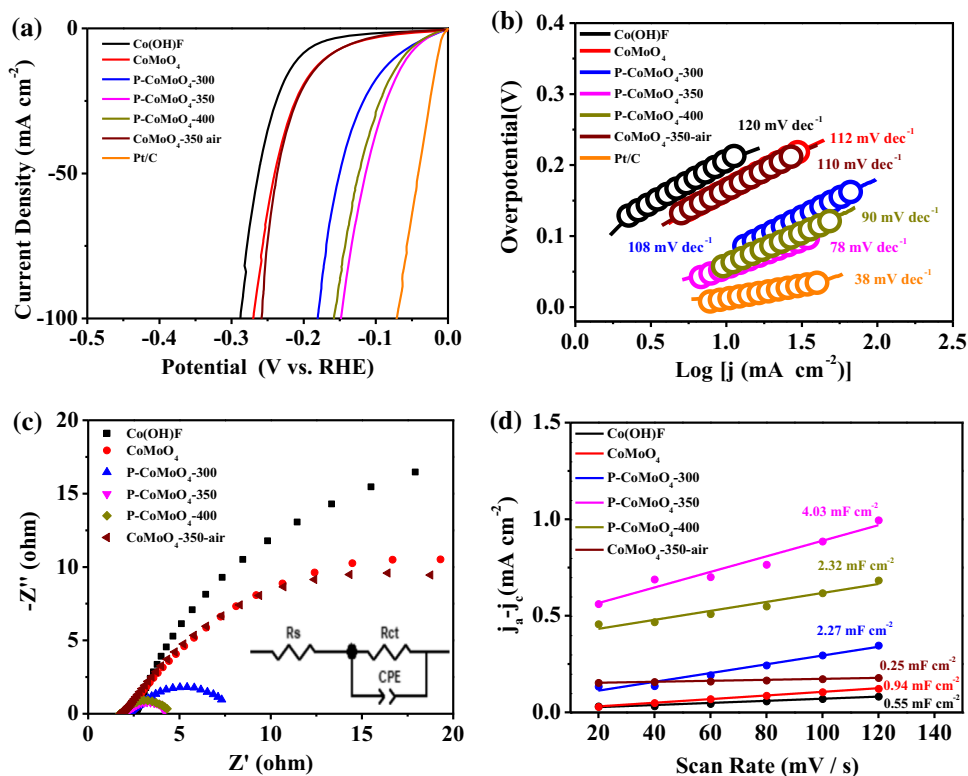 (a)
0
-50
-100
-0.5 -0.4 -0.3 -0.2 -0.1 0.0
Current Density (mA cm⁻²)
Potential (V vs. RHE)
Co(OH)F
CoMoO₄
P-CoMoO₄-300
P-CoMoO₄-350
P-CoMoO₄-400
CoMoO₄-350 air
Pt/C
(b)
0.4
0.3
0.2
0.1
0.0
0.0 0.5 1.0 1.5 2.0 2.5
Overpotential(V)
Log [j (mA cm⁻²)]
Co(OH)F
CoMoO₄
P-CoMoO₄-300
P-CoMoO₄-350
P-CoMoO₄-400
CoMoO₄-350-air
Pt/C
120 mV dec⁻¹
112 mV dec⁻¹
110 mV dec⁻¹
90 mV dec⁻¹
108 mV dec⁻¹
78 mV dec⁻¹
38 mV dec⁻¹
(c)
20
15
10
5
0
0 5 10 15 20
-Z'' (ohm)
Z' (ohm)
Co(OH)F
CoMoO₄
P-CoMoO₄-300
P-CoMoO₄-350
P-CoMoO₄-400
CoMoO₄-350-air
Rs
Rct
CPE
(d)
1.5
1.0
0.5
0.0
20 40 60 80 100 120 140
jₐ-j꜀(mA cm⁻²)
Scan Rate (mV / s)
Co(OH)F
CoMoO₄
P-CoMoO₄-300
P-CoMoO₄-350
P-CoMoO₄-400
CoMoO₄-350-air
4.03 mF cm⁻²
2.32 mF cm⁻²
2.27 mF cm⁻²
0.25 mF cm⁻²
0.94 mF cm⁻²
0.55 mF cm⁻²